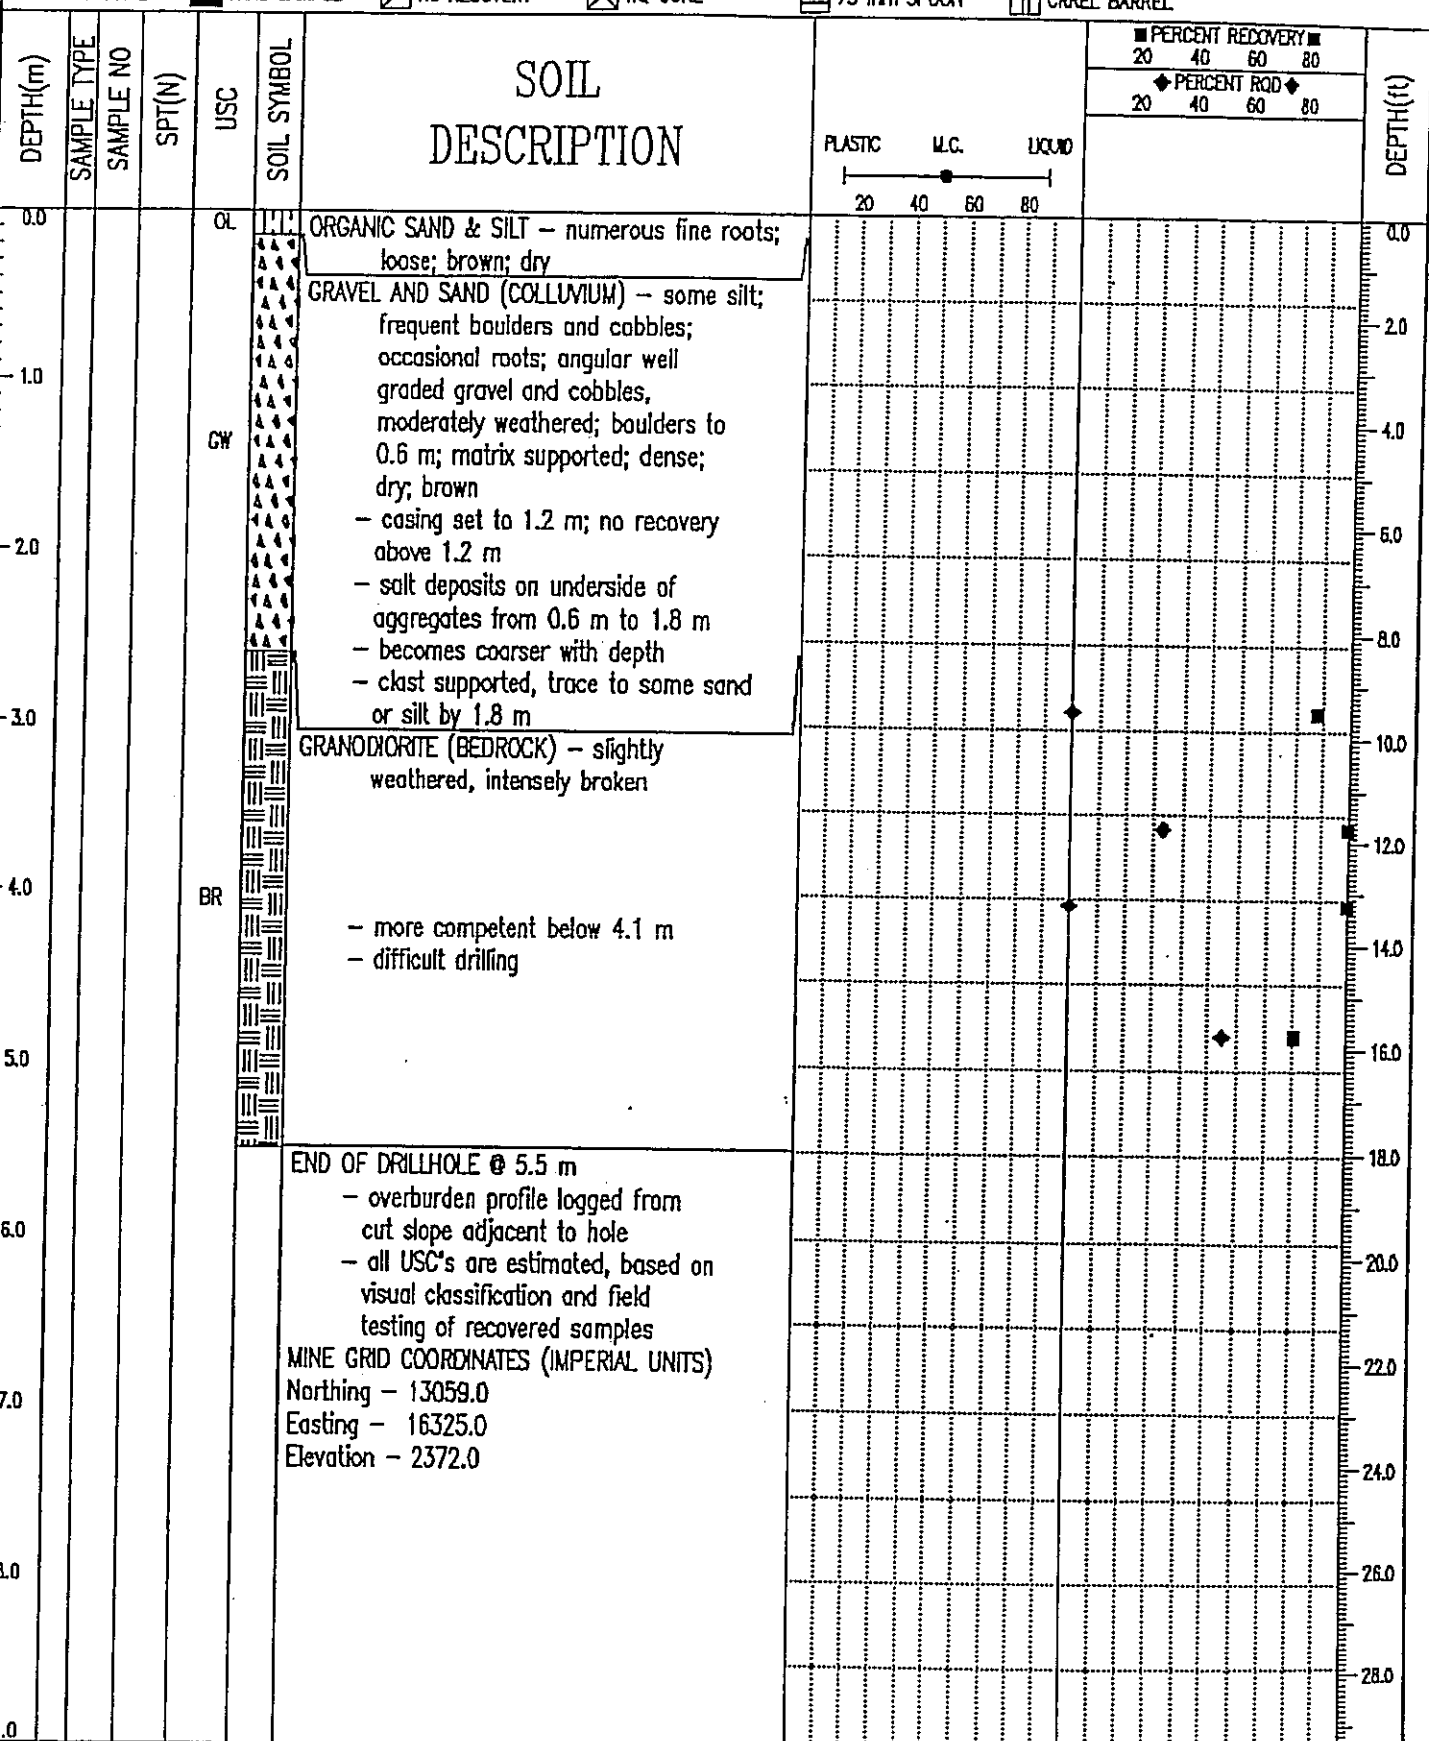 75 mm SPOON CRREL BARREL
DEPTH(m)
SAMPLE TYPE
SAMPLE NO
SPT(N)
USC
SOIL SYMBOL
SOIL
DESCRIPTION
PLASTIC M.C. LIQUID
20 40 60 80
PERCENT RECOVERY
20 40 60 80
PERCENT RQD
20 40 60 80
DEPTH(ft)
0.0
1.0
2.0
3.0
4.0
5.0
6.0
7.0
.0
.0
OL
GW
BR
ORGANIC SAND & SILT – numerous fine roots;
loose; brown; dry
GRAVEL AND SAND (COLLUVIUM) – some silt;
frequent boulders and cobbles;
occasional roots; angular well
graded gravel and cobbles,
moderately weathered; boulders to
0.6 m; matrix supported; dense;
dry; brown
– casing set to 1.2 m; no recovery
above 1.2 m
– salt deposits on underside of
aggregates from 0.6 m to 1.8 m
– becomes coarser with depth
– clast supported, trace to some sand
or silt by 1.8 m
GRANODIORITE (BEDROCK) – slightly
weathered, intensely broken
– more competent below 4.1 m
– difficult drilling
END OF DRILLHOLE @ 5.5 m
– overburden profile logged from
cut slope adjacent to hole
– all USC's are estimated, based on
visual classification and field
testing of recovered samples
MINE GRID COORDINATES (IMPERIAL UNITS)
Northing – 13059.0
Easting – 16325.0
Elevation – 2372.0
0.0
2.0
4.0
6.0
8.0
10.0
12.0
14.0
16.0
18.0
20.0
22.0
24.0
26.0
28.0